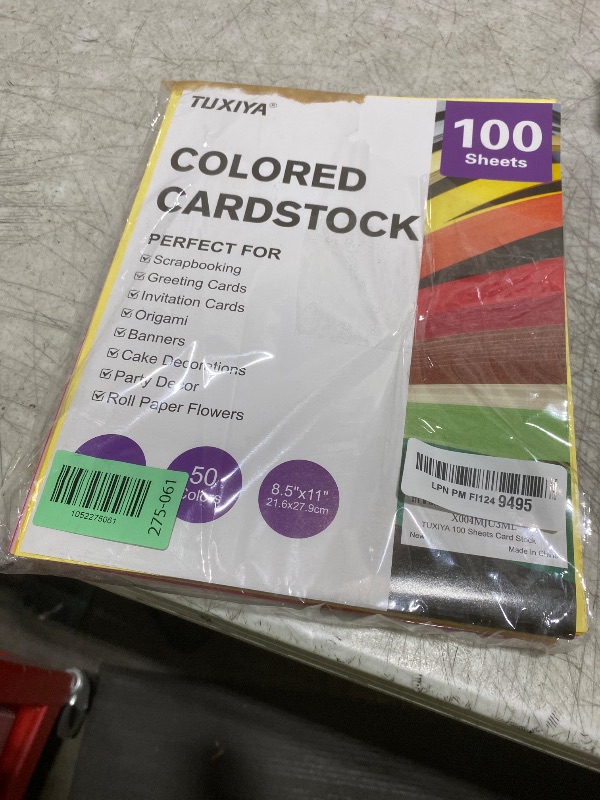 TUXIYA®
100
Sheets
COLORED
CARDSTOCK
PERFECT FOR
Scrapbooking
Greeting Cards
Invitation Cards
Origami
Banners
Cake Decorations
Party Decor
Roll Paper Flowers
50
Colors
8.5"x11"
21.6x27.9cm
1052275061
275-061
LPN PM FI124 9495
X004MJU3ML
TUXIYA 100 Sheets Card Stock
New
Made In China